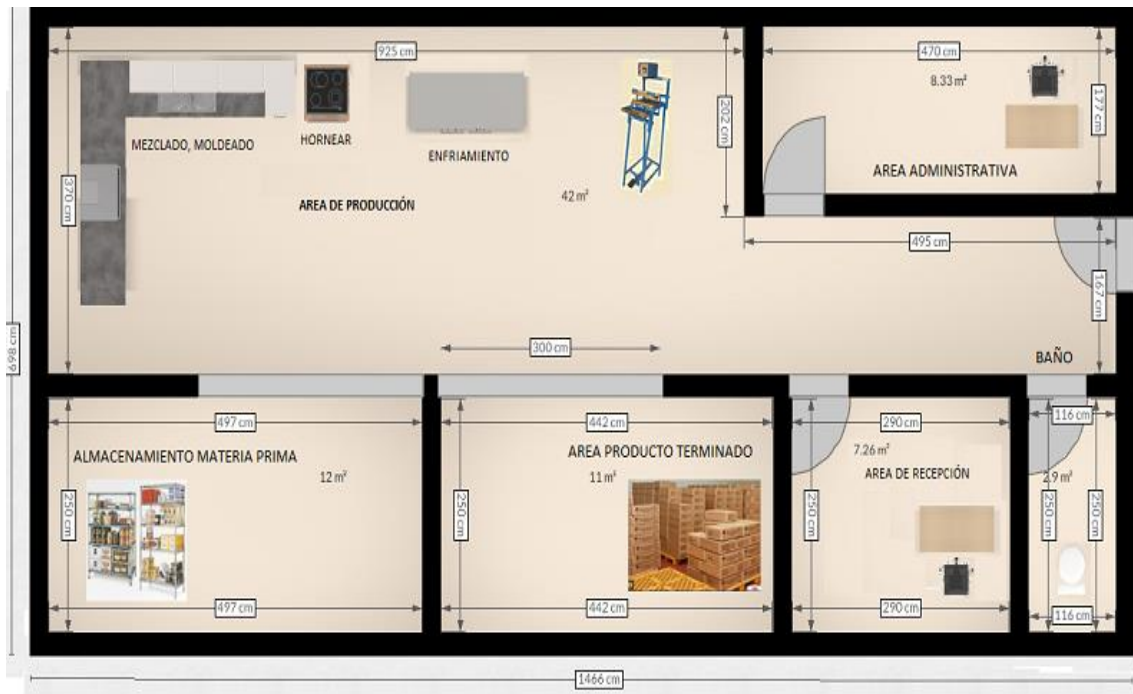 925 cm
470 cm
8.33 m²
202 cm
177 cm
MEZCLADO, MOLDEADO
HORNEAR
ENFRIAMIENTO
AREA ADMINISTRATIVA
370 cm
AREA DE PRODUCCIÓN
42 m²
495 cm
167 cm
698 cm
300 cm
BAÑO
497 cm
442 cm
290 cm
116 cm
ALMACENAMIENTO MATERIA PRIMA
AREA PRODUCTO TERMINADO
7.26 m²
12 m²
11 m²
AREA DE RECEPCIÓN
2.9 m²
250 cm
250 cm
250 cm
250 cm
250 cm
497 cm
442 cm
290 cm
116 cm
1466 cm